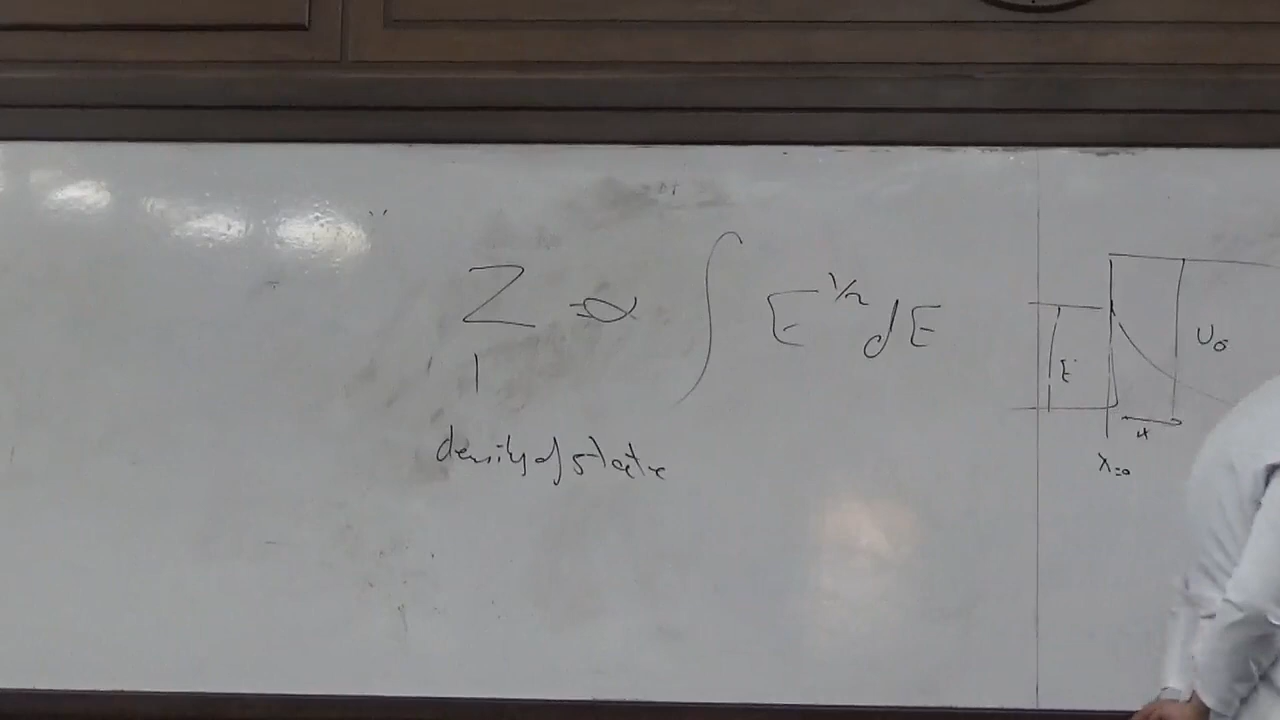 Z ∝ ∫ E^{1/2} dE
density of state
E
U₀
x
x=0